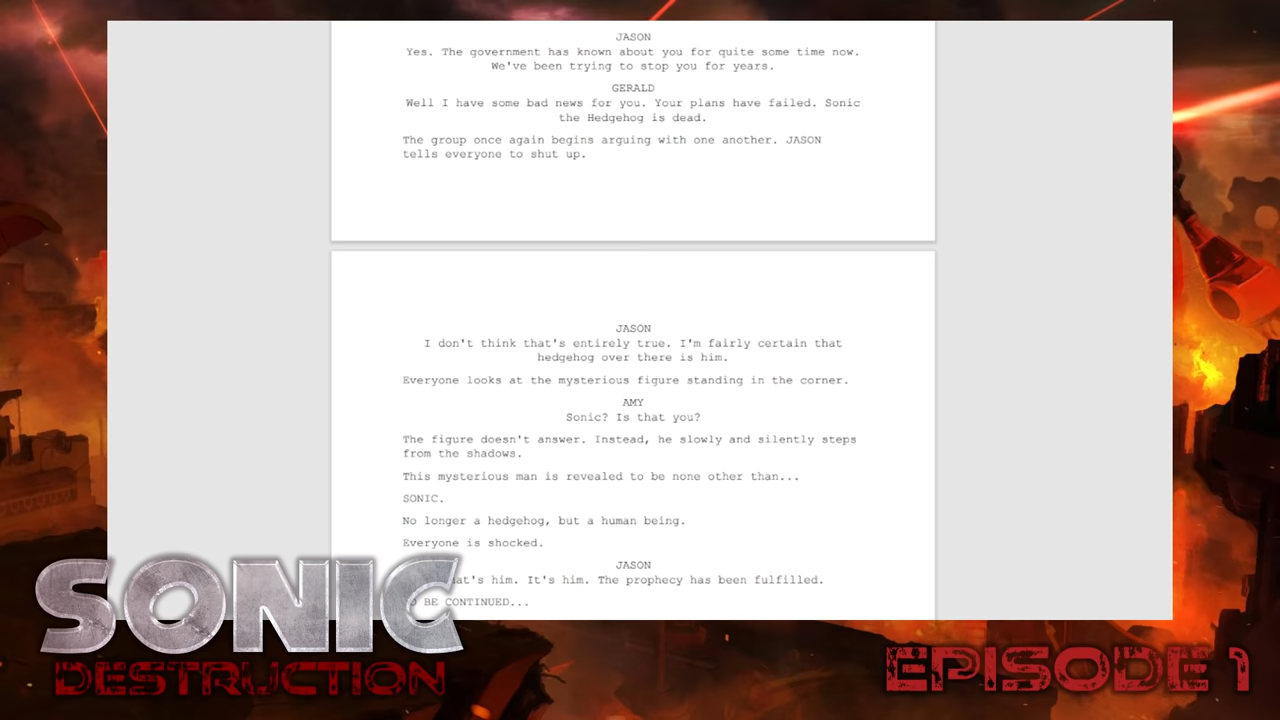 JASON
Yes. The government has known about you for quite some time now.
We've been trying to stop you for years.
GERALD
Well I have some bad news for you. Your plans have failed. Sonic
the Hedgehog is dead.
The group once again begins arguing with one another. JASON
tells everyone to shut up.
JASON
I don't think that's entirely true. I'm fairly certain that
hedgehog over there is him.
Everyone looks at the mysterious figure standing in the corner.
AMY
Sonic? Is that you?
The figure doesn't answer. Instead, he slowly and silently steps
from the shadows.
This mysterious man is revealed to be none other than...
SONIC.
No longer a hedgehog, but a human being.
Everyone is shocked.
JASON
him. It's him. The prophecy has been fulfilled.
BE CONTINUED...
SONIC
DESTRUCTION
EPISODE 1